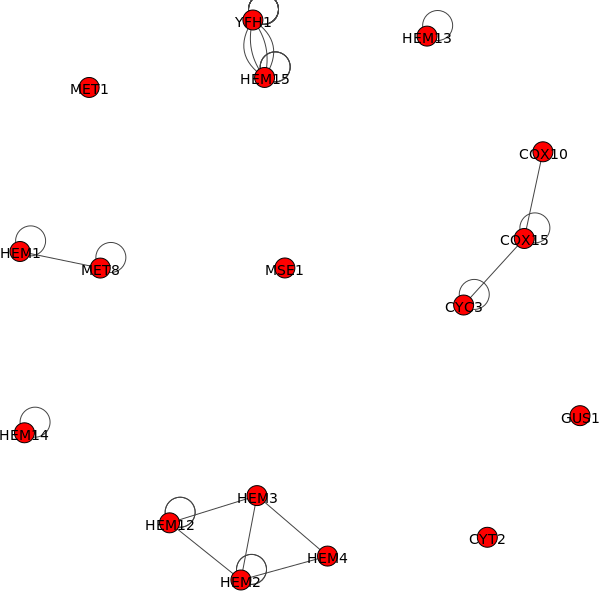 YFH1
HEM13
HEM15
MET1
COX10
COX15
HEM1
MET8
MSE1
CYC3
GUS1
HEM14
HEM3
HEM12
CYT2
HEM4
HEM2